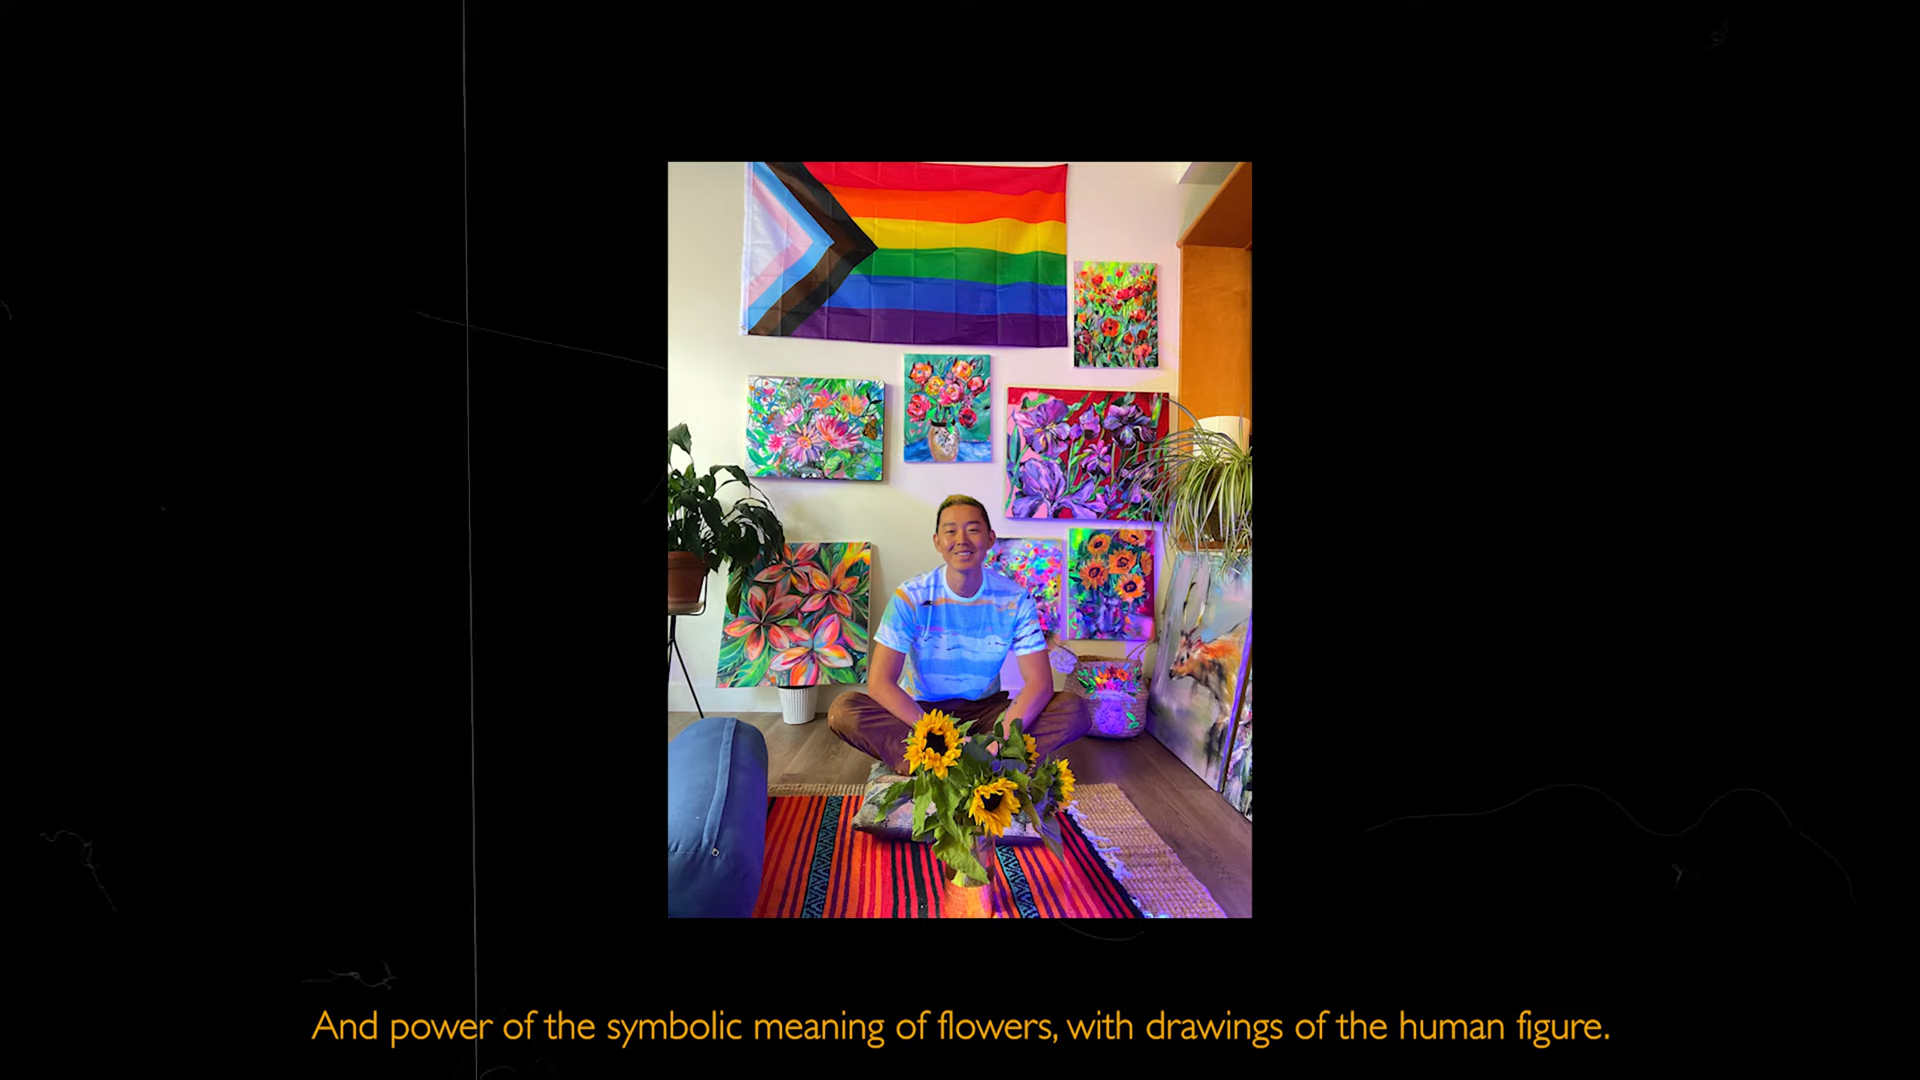 And power of the symbolic meaning of flowers, with drawings of the human figure.